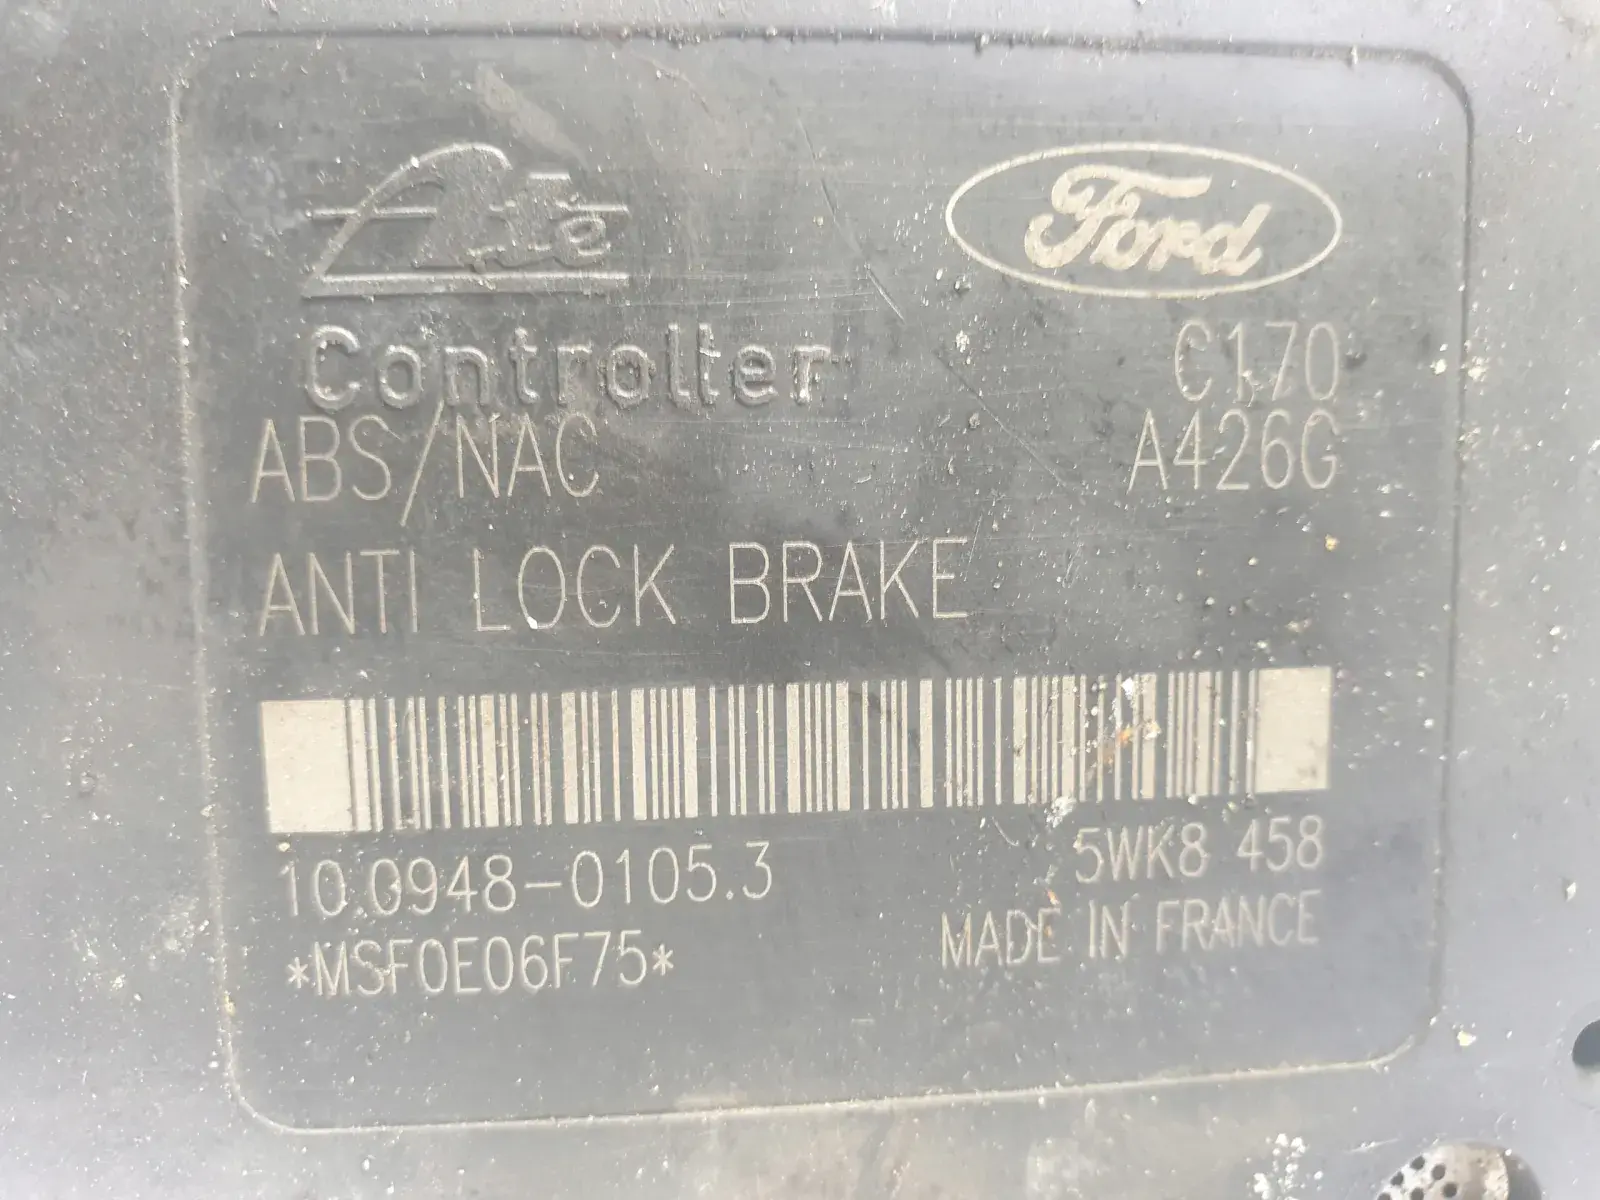 Ate Ford
Controller C170
ABS/NAC A426G
ANTI LOCK BRAKE
10.0948-0105.3 5WK8 458
*MSF0E06F75* MADE IN FRANCE